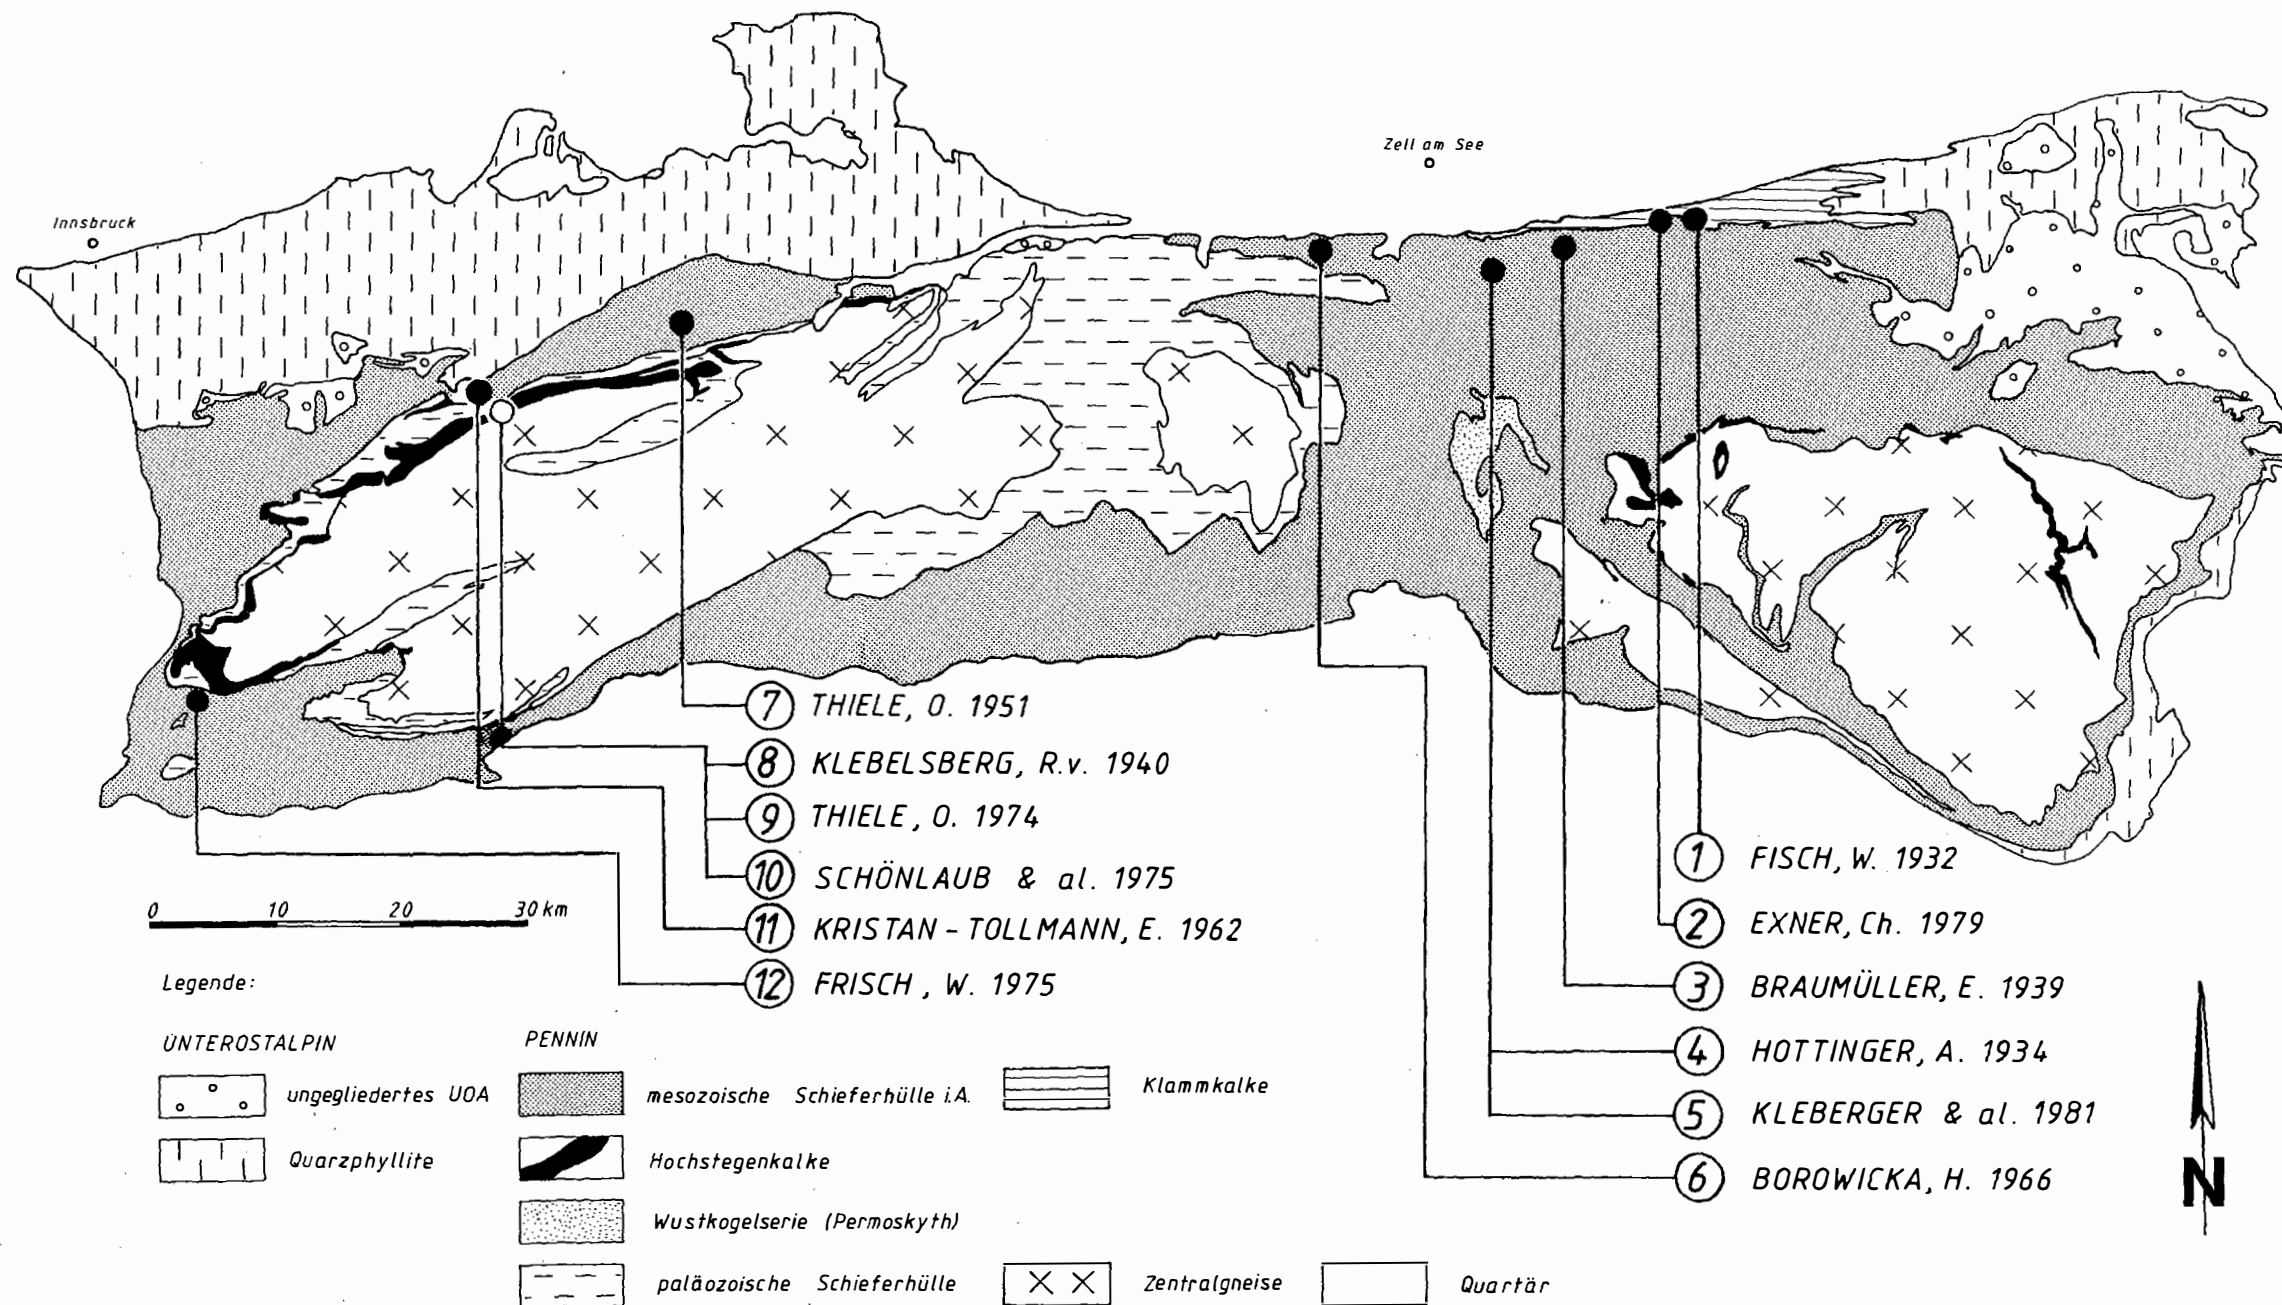 Zell am See
Innsbruck
7 THIELE, O. 1951
8 KLEBELSBERG, R.v. 1940
9 THIELE, O. 1974
10 SCHÖNLAUB & al. 1975
11 KRISTAN-TOLLMANN, E. 1962
12 FRISCH, W. 1975
1 FISCH, W. 1932
2 EXNER, Ch. 1979
3 BRAUMÜLLER, E. 1939
4 HOTTINGER, A. 1934
5 KLEBERGER & al. 1981
6 BOROWICKA, H. 1966
0 10 20 30 km
Legende:
UNTEROSTALPIN
ungegliedertes UOA
Quarzphyllite
PENNIN
mesozoische Schieferhülle i.A.
Hochstegenkalke
Wustkogelserie (Permoskyth)
paläozoische Schieferhülle
Klammkalke
Zentralgneise
Quartär
N